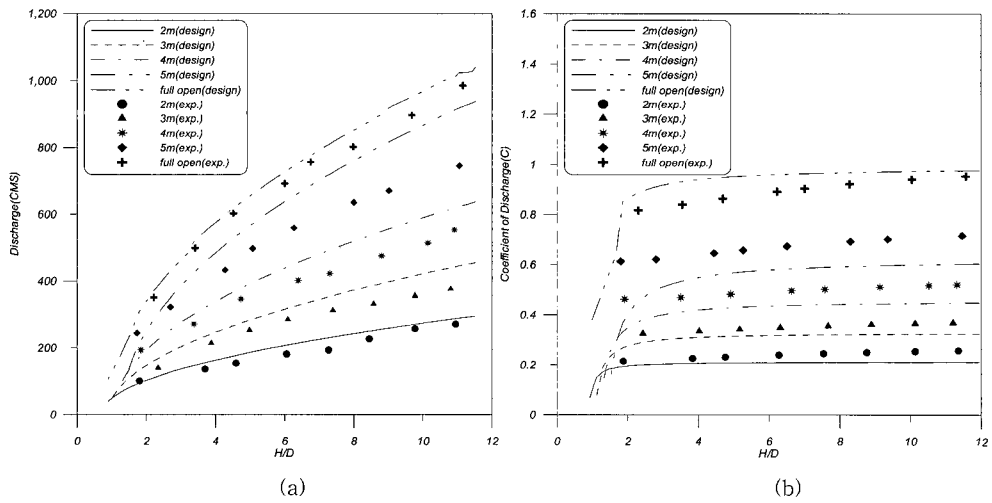 1,200
1,000
800
600
400
200
0
Discharge(CMS)
2m(design)
3m(design)
4m(design)
5m(design)
full open(design)
2m(exp.)
3m(exp.)
4m(exp.)
5m(exp.)
full open(exp.)
0 2 4 6 8 10 12
H/D
(a)
1.6
1.4
1.2
1
0.8
0.6
0.4
0.2
0
Coefficient of Discharge(C)
2m(design)
3m(design)
4m(design)
5m(design)
full open(design)
2m(exp.)
3m(exp.)
4m(exp.)
5m(exp.)
full open(exp.)
0 2 4 6 8 10 12
H/D
(b)